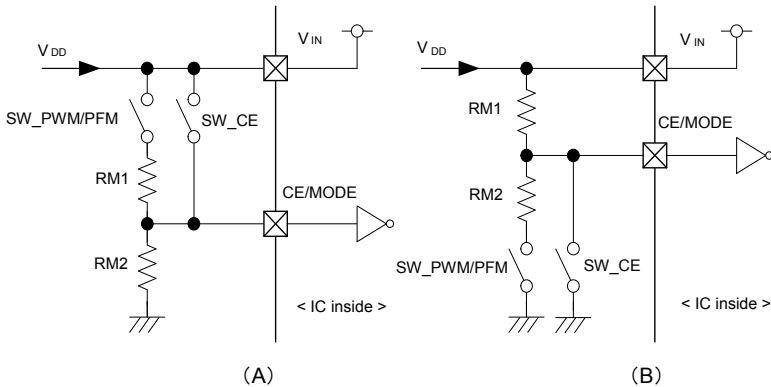 V DD
V IN
SW_PWM/PFM
SW_CE
RM1
CE/MODE
RM2
< IC inside >
(A)
V DD
V IN
RM1
CE/MODE
RM2
SW_PWM/PFM
SW_CE
< IC inside >
(B)